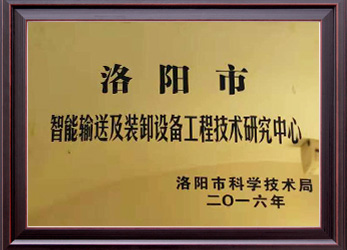 洛阳市
智能输送及装卸设备工程技术研究中心
洛阳市科学技术局
二〇一六年